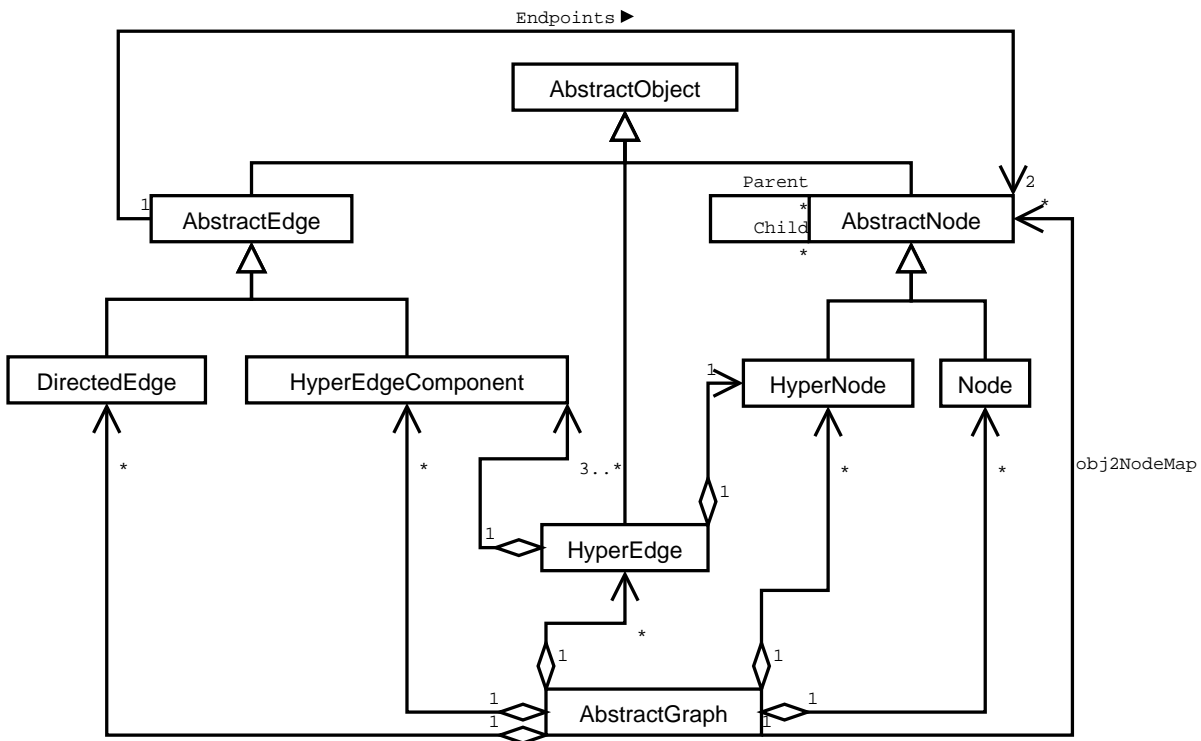 Endpoints ►
AbstractObject
Parent
2
1
AbstractEdge
*
AbstractNode
*
Child
*
DirectedEdge
HyperEdgeComponent
1
HyperNode
Node
*
*
3..*
*
*
obj2NodeMap
1
1
HyperEdge
*
1
1
1
1
AbstractGraph
1
1